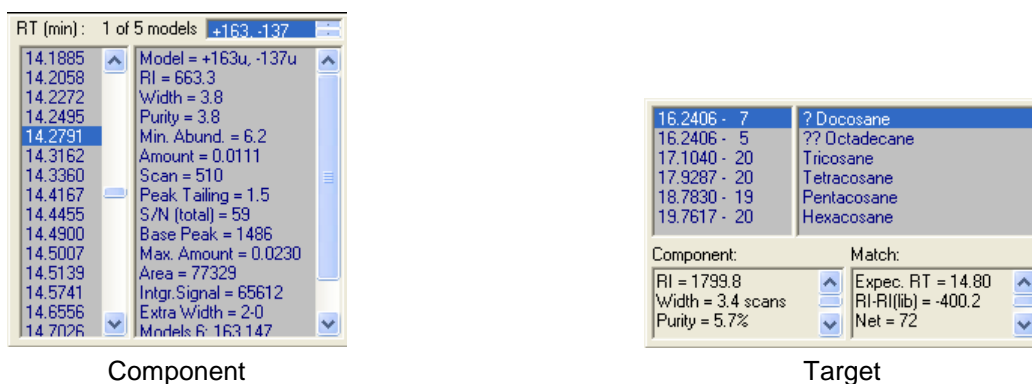 RT (min) : 1 of 5 models +163, -137
14.1885
14.2058
14.2272
14.2495
14.2791
14.3162
14.3360
14.4167
14.4455
14.4900
14.5007
14.5139
14.5741
14.6556
14.7026
Model = +163u, -137u
RI = 663.3
Width = 3.8
Purity = 3.8
Min. Abund. = 6.2
Amount = 0.0111
Scan = 510
Peak Tailing = 1.5
S/N (total) = 59
Base Peak = 1486
Max. Amount = 0.0230
Area = 77329
Intgr.Signal = 65612
Extra Width = 2-0
Models 6: 163 147
Component
16.2406 - 7 ? Docosane
16.2406 - 5 ?? Octadecane
17.1040 - 20 Tricosane
17.9287 - 20 Tetracosane
18.7830 - 19 Pentacosane
19.7617 - 20 Hexacosane
Component:
RI = 1799.8
Width = 3.4 scans
Purity = 5.7%
Match:
Expec. RT = 14.80
RI-RI(lib) = -400.2
Net = 72
Target